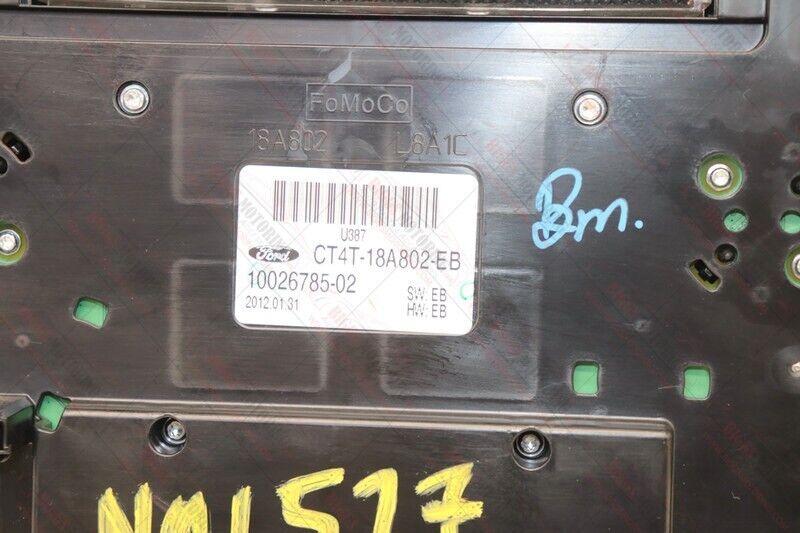 FoMoCo
18A802 L8A1C
U387
Ford CT4T-18A802-EB
10026785-02
2012.01.31 SW: EB
HW: EB
Bm.